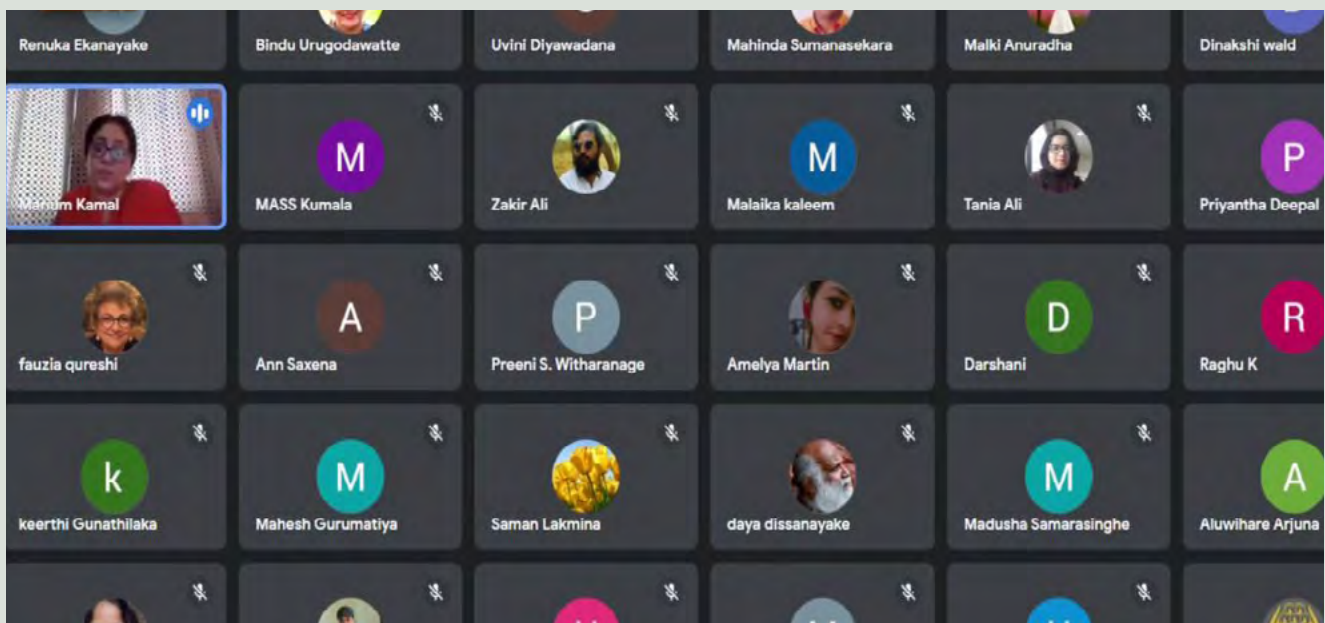 Renuka Ekanayake
Bindu Urugodawatte
Uvini Diyawadana
Mahinda Sumanasekara
Malki Anuradha
Dinakshi wald
Marium Kamal
M
MASS Kumala
Zakir Ali
M
Malaika kaleem
Tania Ali
P
Priyantha Deepal
fauzia qureshi
A
Ann Saxena
P
Preeni S. Witharanage
Amelya Martin
D
Darshani
R
Raghu K
k
keerthi Gunathilaka
M
Mahesh Gurumatiya
Saman Lakmina
daya dissanayake
M
Madusha Samarasinghe
A
Aluwihare Arjuna